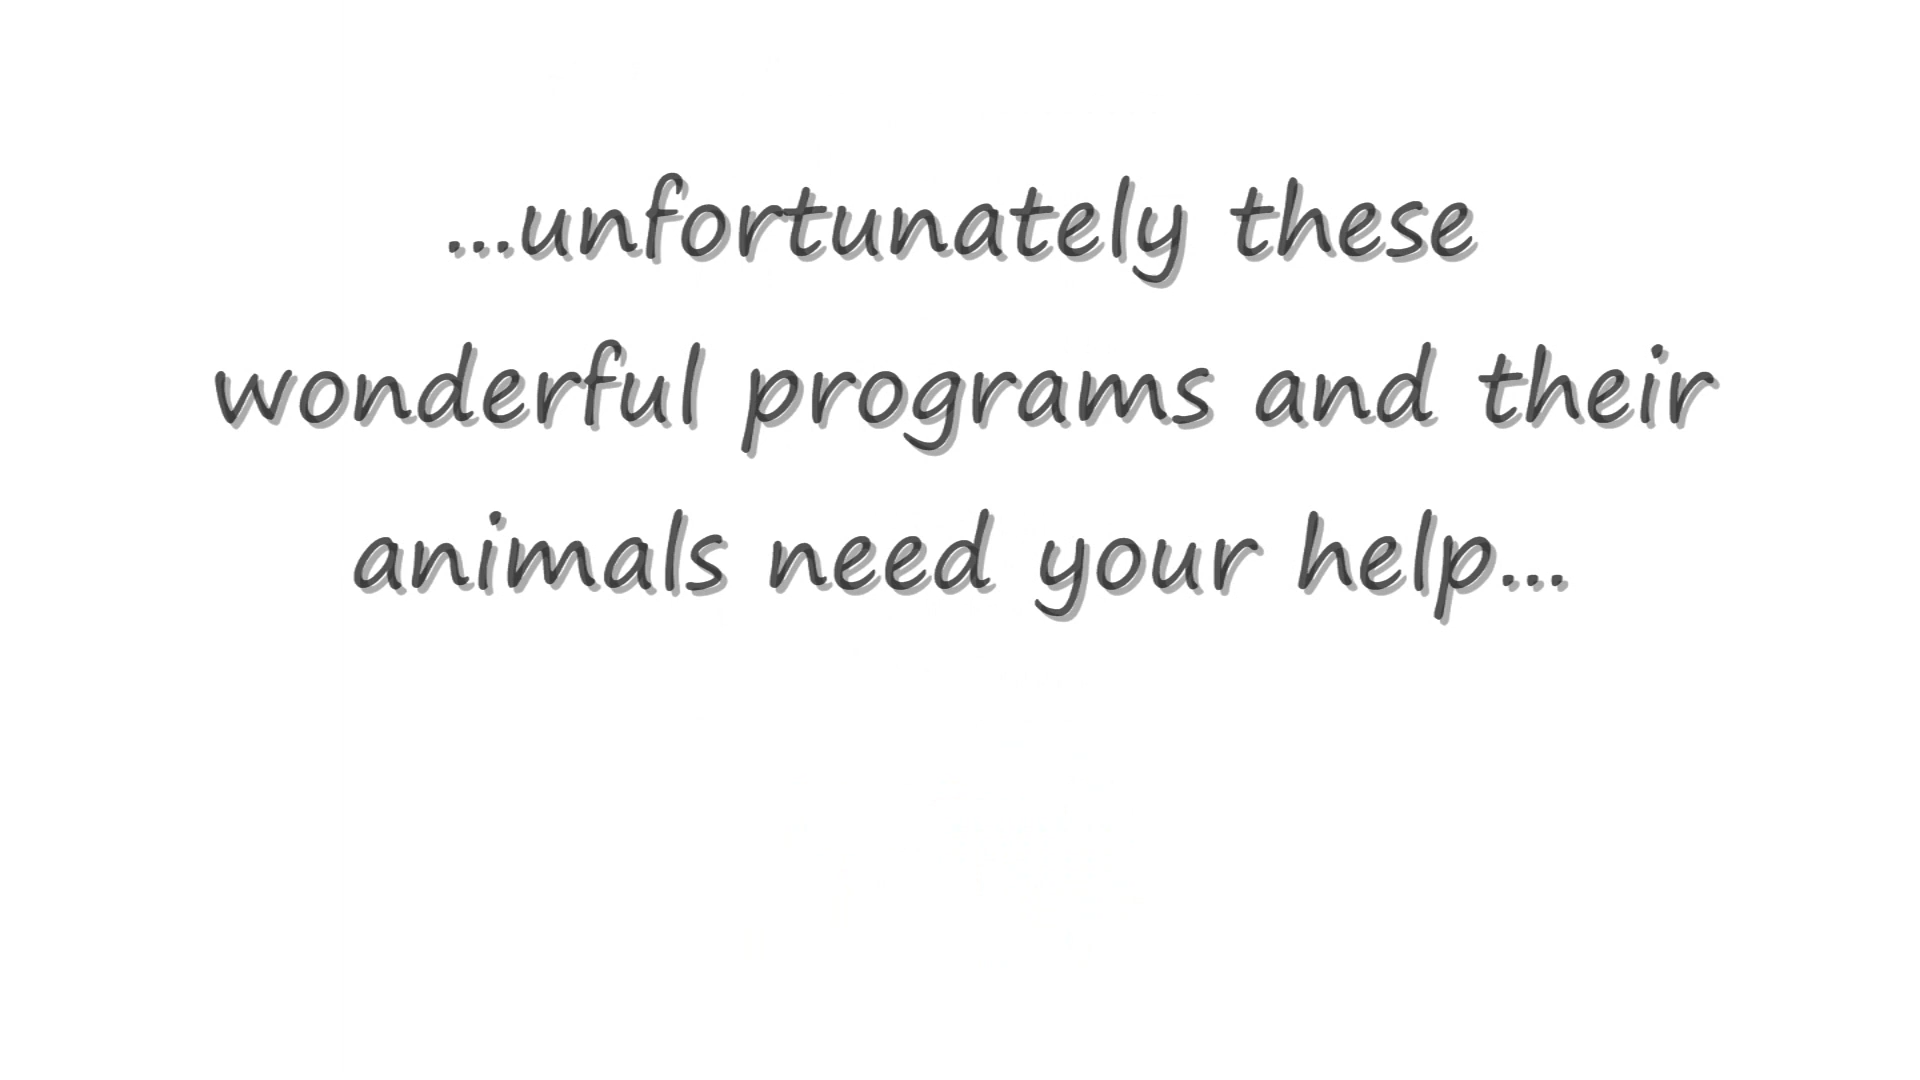 ...unfortunately these
wonderful programs and their
animals need your help...